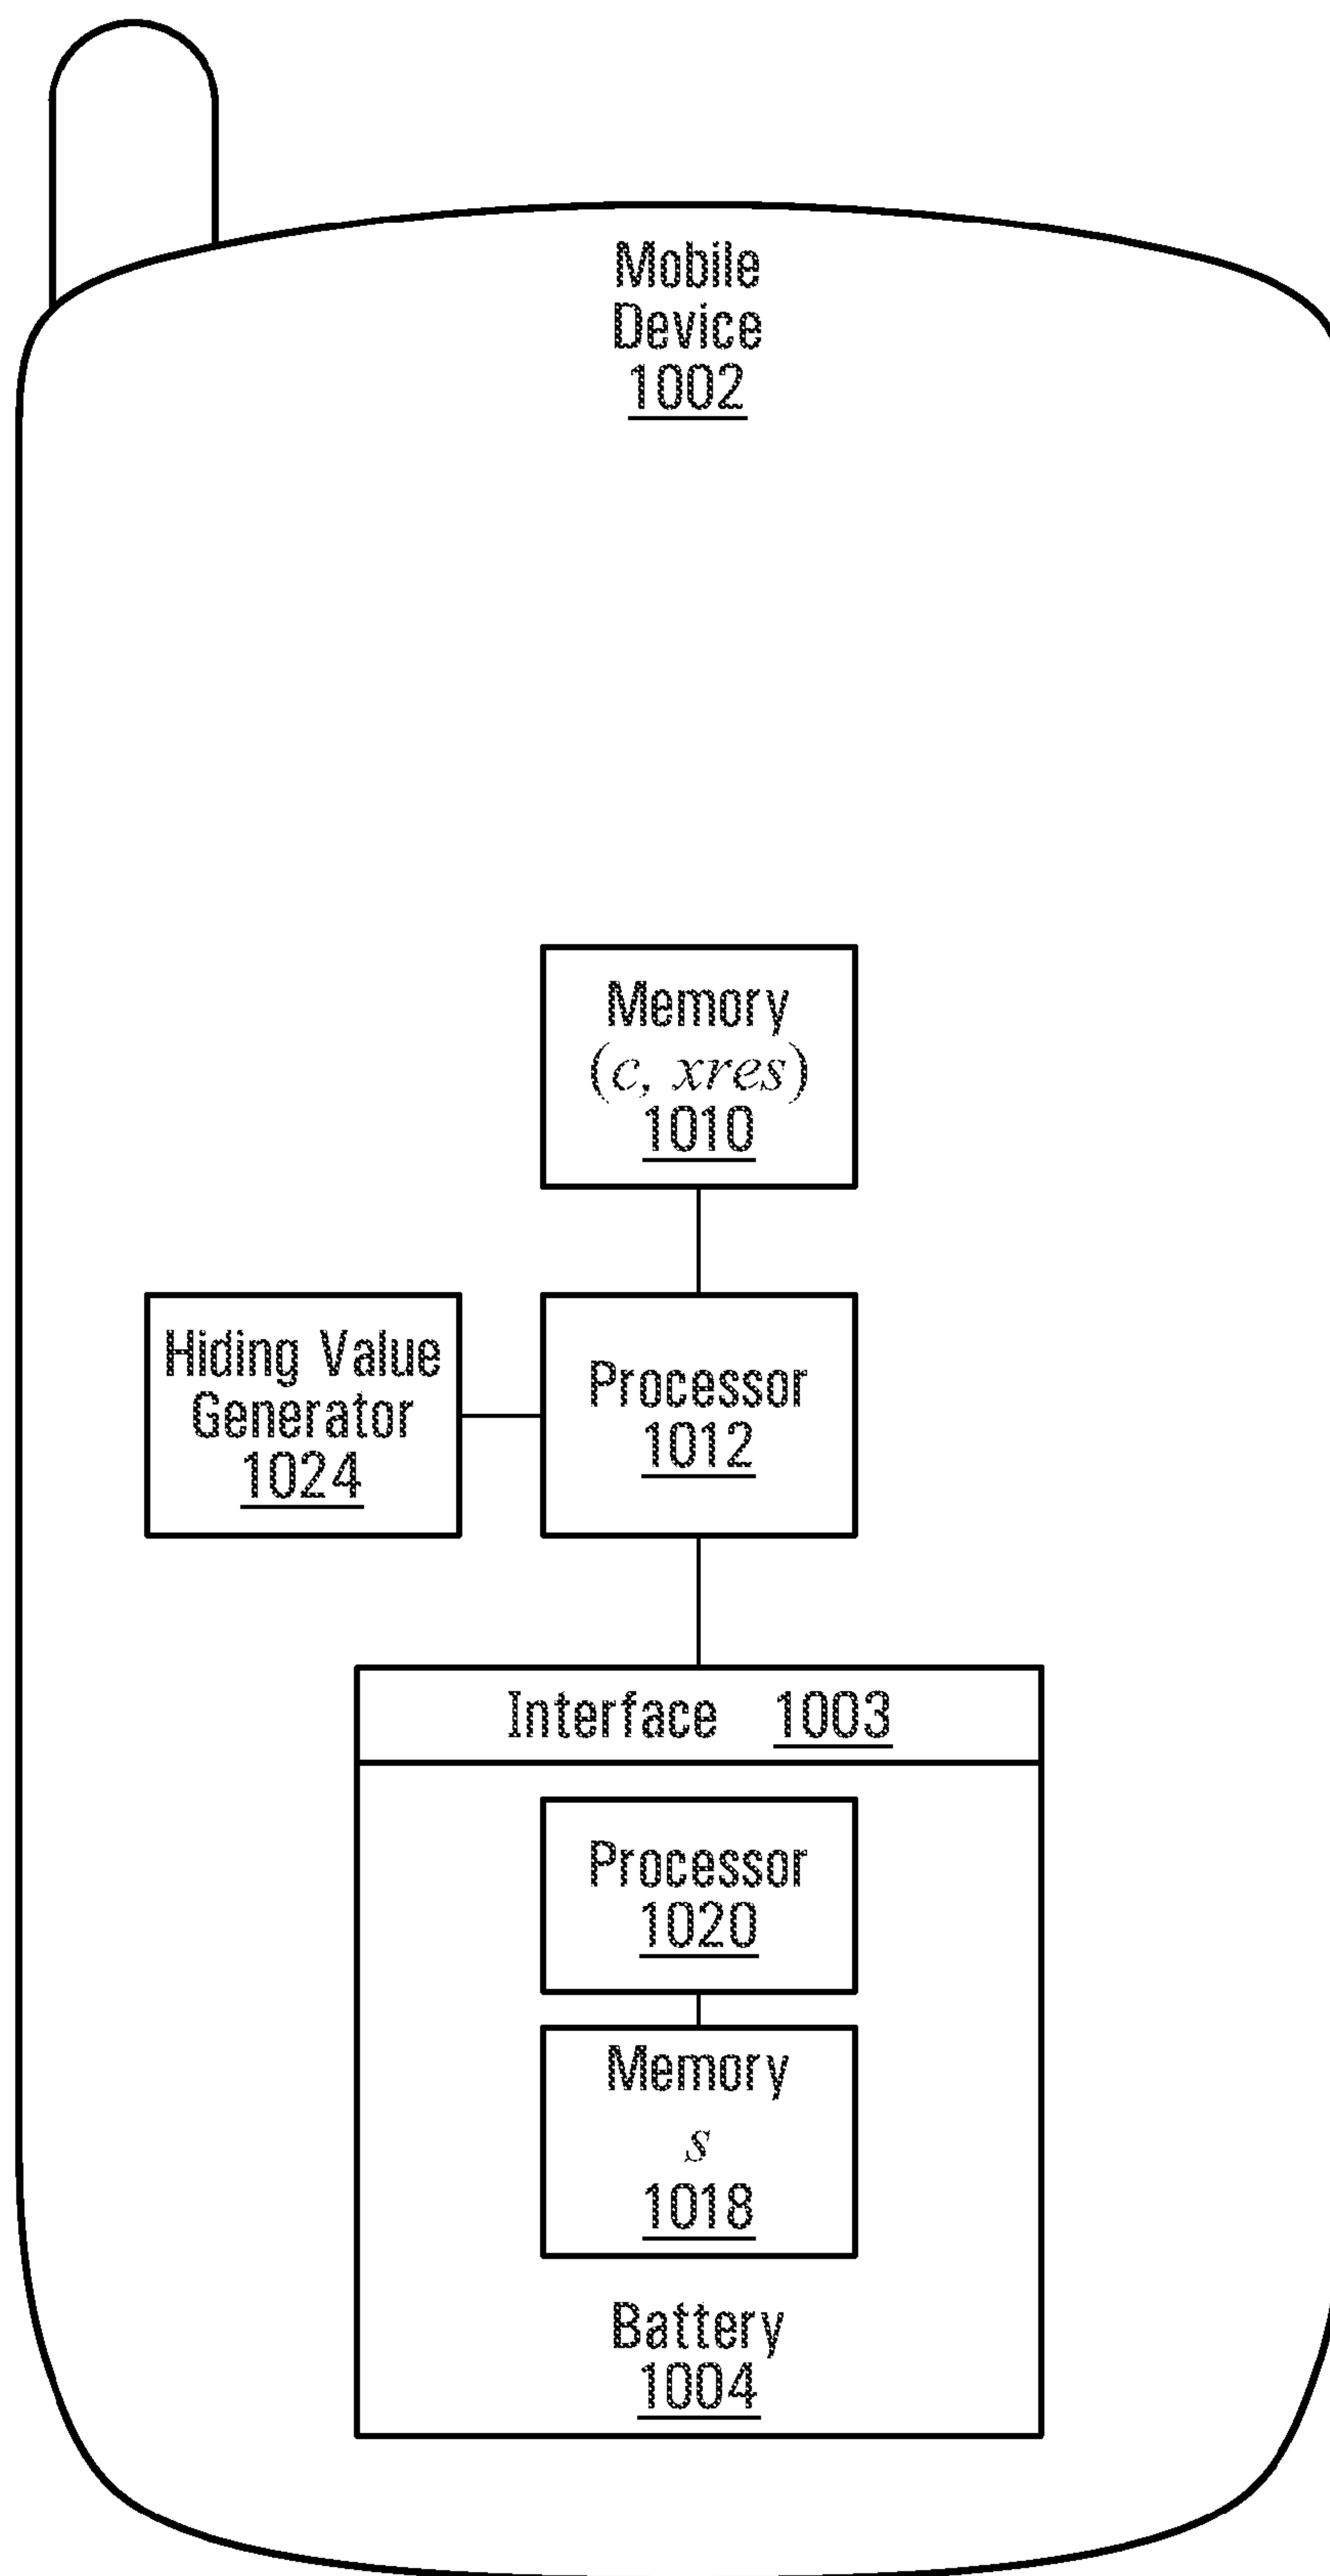 Mobile
Device
1002
Memory
(c, xres)
1010
Hiding Value
Generator
1024
Processor
1012
Interface 1003
Processor
1020
Memory
s
1018
Battery
1004